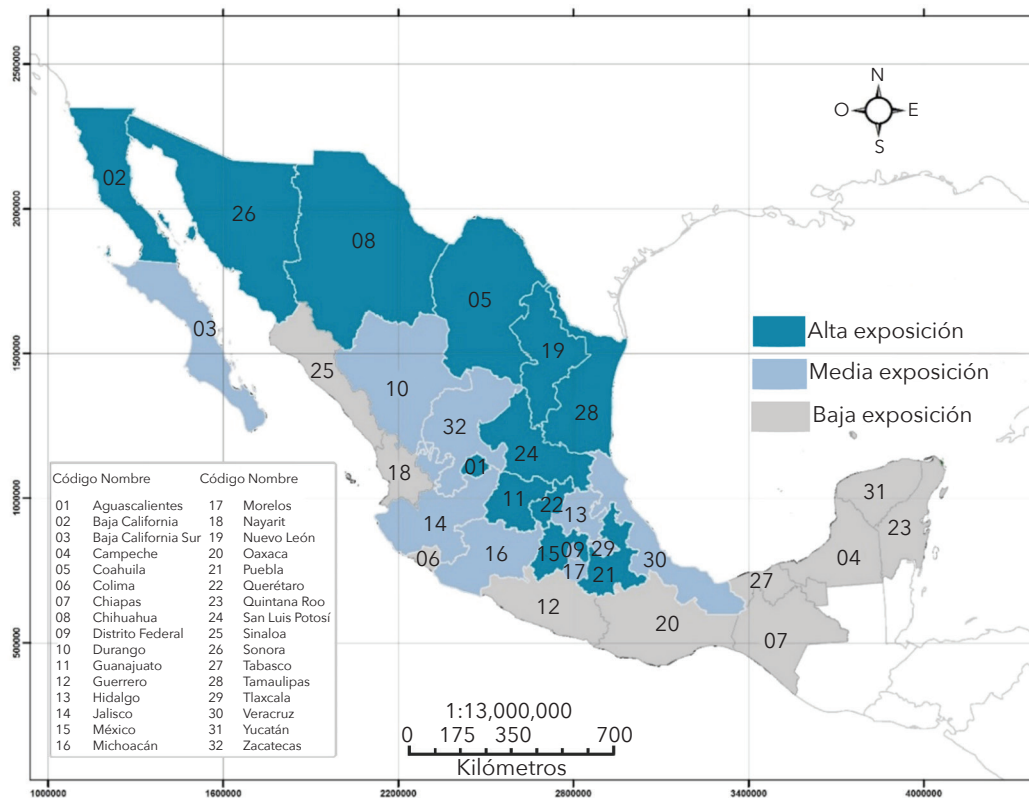 N
O
E
S
2500000
2000000
1500000
1000000
500000
02
26
08
05
03
19
25
10
28
32
24
18
01
11
22
13
14
16
15
09
29
06
17
21
30
12
20
07
27
04
31
23
Alta exposición
Media exposición
Baja exposición
Código Nombre Código Nombre
01 Aguascalientes 17 Morelos
02 Baja California 18 Nayarit
03 Baja California Sur 19 Nuevo León
04 Campeche 20 Oaxaca
05 Coahuila 21 Puebla
06 Colima 22 Querétaro
07 Chiapas 23 Quintana Roo
08 Chihuahua 24 San Luis Potosí
09 Distrito Federal 25 Sinaloa
10 Durango 26 Sonora
11 Guanajuato 27 Tabasco
12 Guerrero 28 Tamaulipas
13 Hidalgo 29 Tlaxcala
14 Jalisco 30 Veracruz
15 México 31 Yucatán
16 Michoacán 32 Zacatecas
1:13,000,000
0 175 350 700
Kilómetros
1000000 1600000 2200000 2800000 3400000 4000000